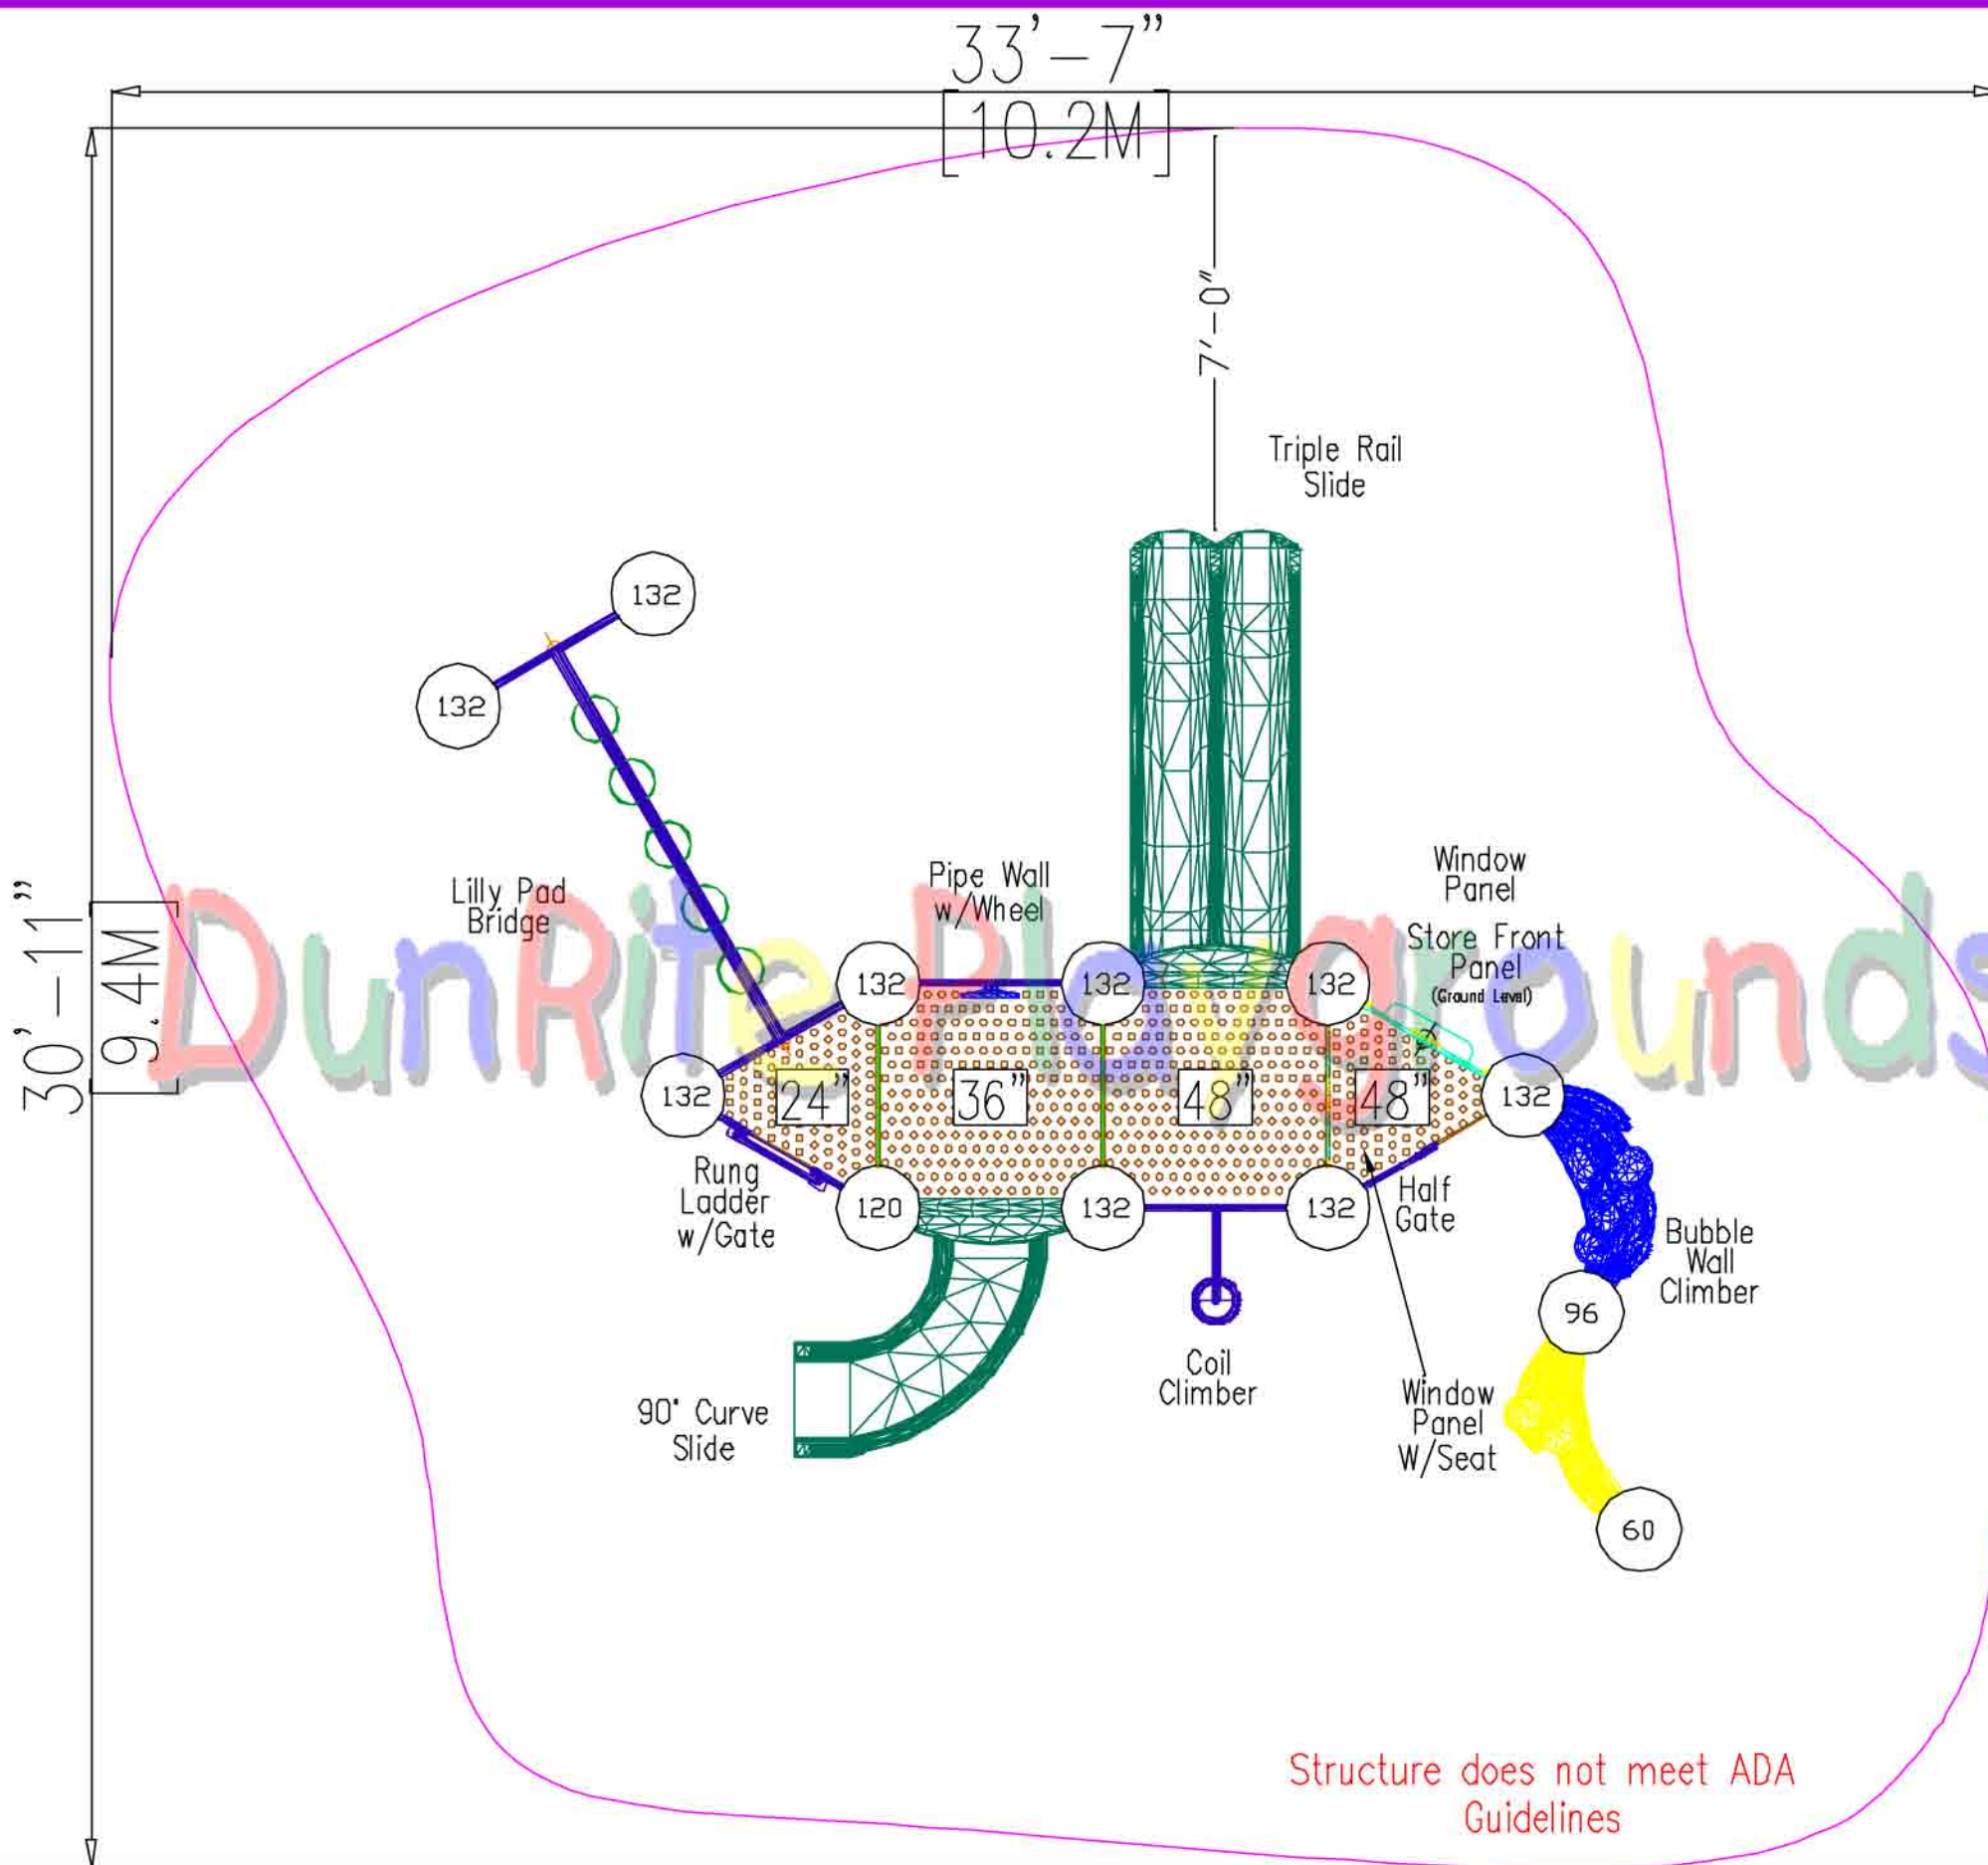 33'-7"
[10.2M]
7'-0"
Triple Rail
Slide
132
132
30'-11"
[9.4M]
Lilly Pad
Bridge
Pipe Wall
w/Wheel
Window
Panel
Store Front
Panel
(Ground Level)
DunRite Playgrounds
132
132
132
132
24"
36"
48"
48"
132
Rung
Ladder
w/Gate
120
132
132
Half
Gate
Bubble
Wall
Climber
96
Coil
Climber
Window
Panel
W/Seat
90° Curve
Slide
60
Structure does not meet ADA
Guidelines